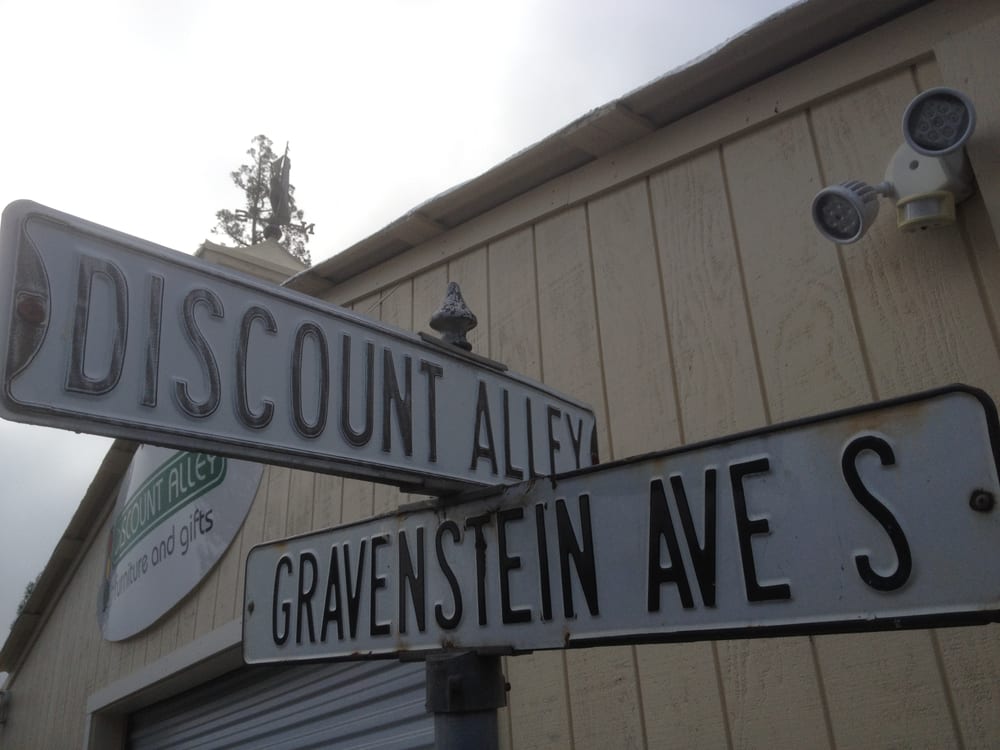 DISCOUNT ALLEY
GRAVENSTEIN AVE S
DISCOUNT ALLEY
furniture and gifts